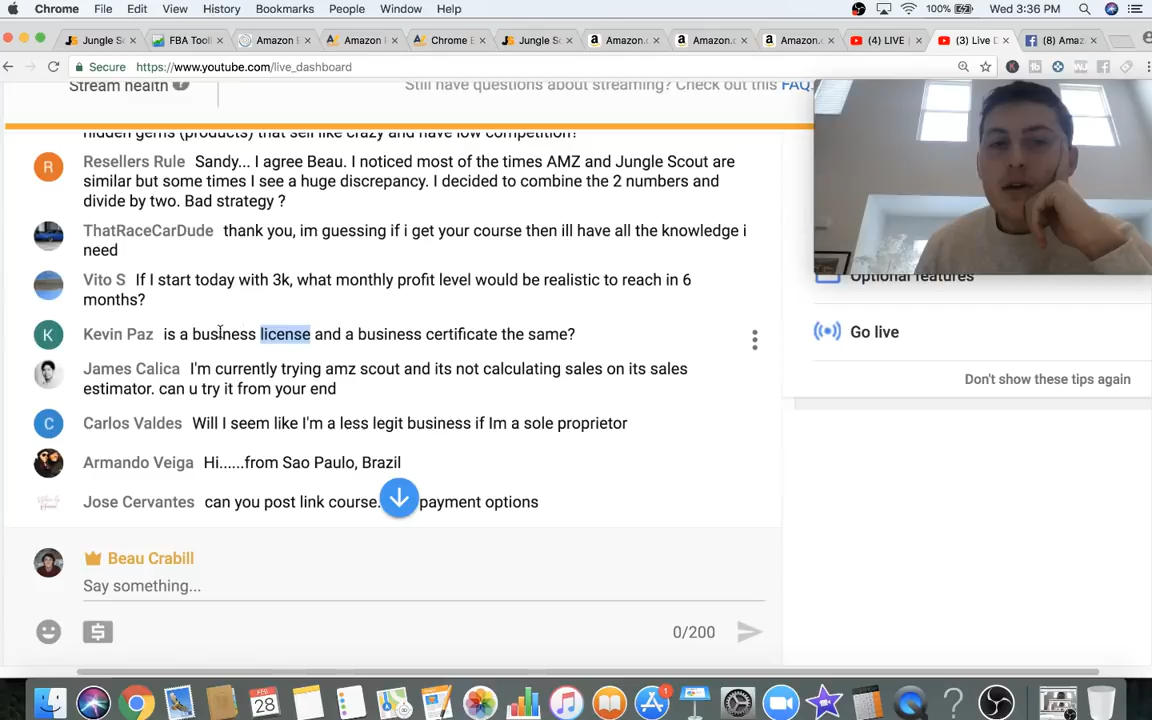 Chrome File Edit View History Bookmarks People Window Help 100% Wed 3:36 PM
Jungle Sc FBA Tool Amazon Amazon Chrome E Jungle S Amazon.c Amazon.c Amazon.c (4) LIVE (3) Live D (8) Amaz
Secure https://www.youtube.com/live_dashboard
Stream health ? Still have questions about streaming? Check out this FAQ
hidden gems (products) that sell like crazy and have low competition?
R Resellers Rule Sandy... I agree Beau. I noticed most of the times AMZ and Jungle Scout are
similar but some times I see a huge discrepancy. I decided to combine the 2 numbers and
divide by two. Bad strategy ?
ThatRaceCarDude thank you, im guessing if i get your course then ill have all the knowledge i
need
Vito S If I start today with 3k, what monthly profit level would be realistic to reach in 6
months?
K Kevin Paz is a business license and a business certificate the same?
James Calica I'm currently trying amz scout and its not calculating sales on its sales
estimator. can u try it from your end
C Carlos Valdes Will I seem like I'm a less legit business if Im a sole proprietor
Armando Veiga Hi......from Sao Paulo, Brazil
Jose Cervantes can you post link course. payment options
Beau Crabill
Say something...
0/200
Optional features
Go live
Don't show these tips again
FEB
28
1